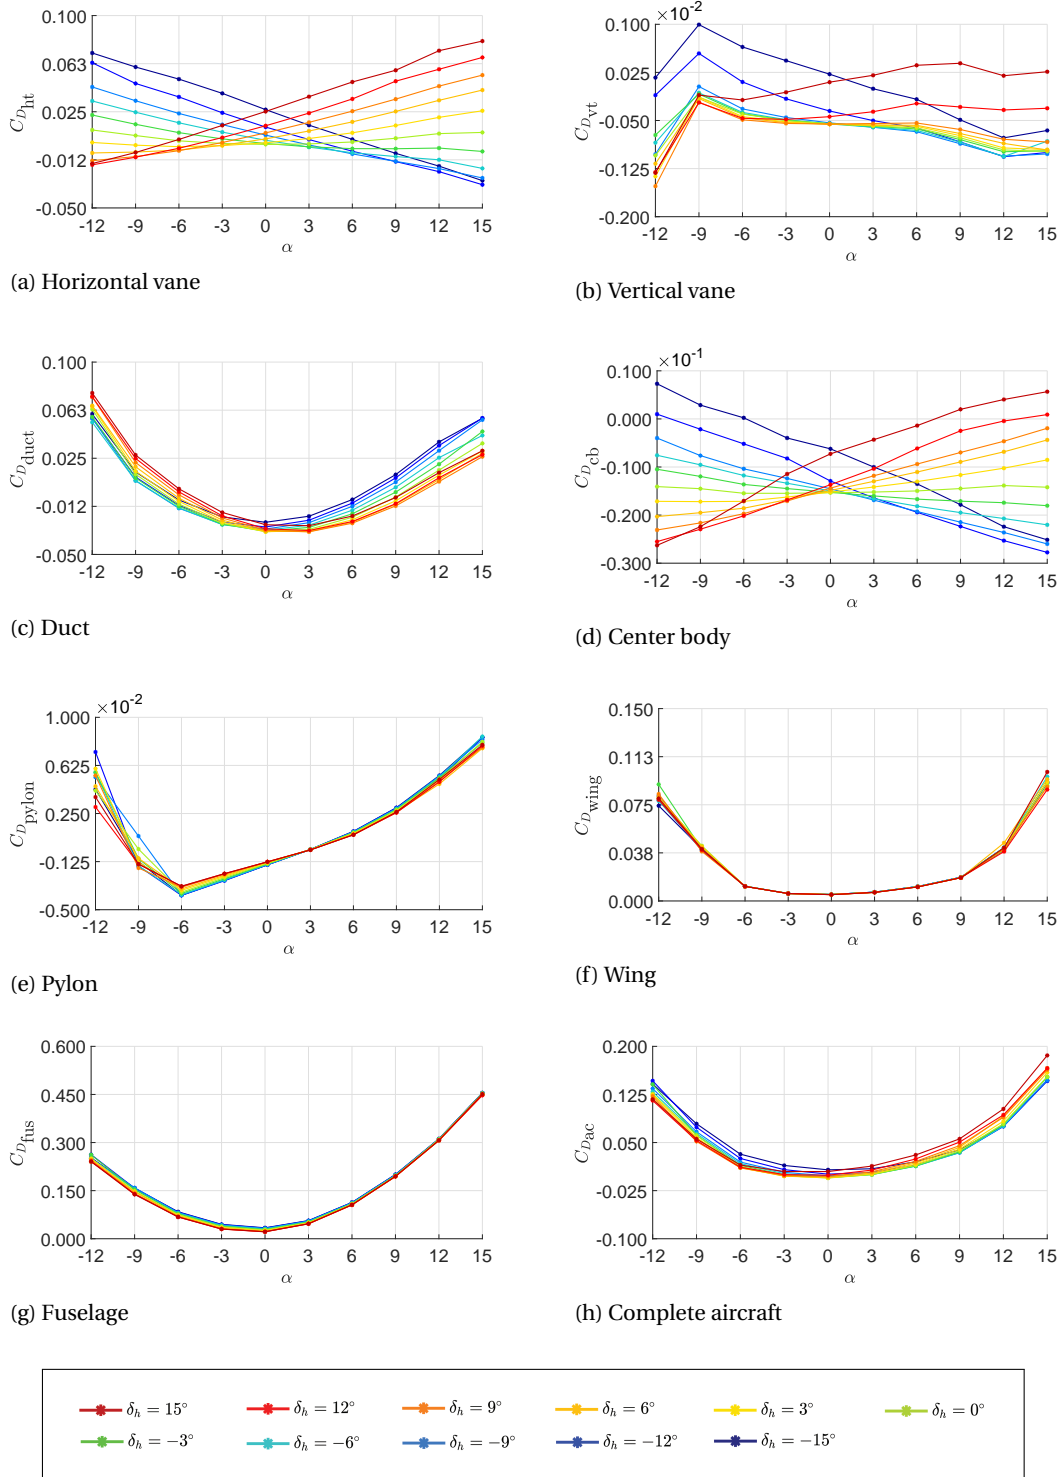 0.100
0.063
0.025
-0.012
-0.050
C_D_ht
-12 -9 -6 -3 0 3 6 9 12 15
α
(a) Horizontal vane
×10⁻²
0.100
0.025
-0.050
-0.125
-0.200
C_D_vt
-12 -9 -6 -3 0 3 6 9 12 15
α
(b) Vertical vane
0.100
0.063
0.025
-0.012
-0.050
C_D_duct
-12 -9 -6 -3 0 3 6 9 12 15
α
(c) Duct
×10⁻¹
0.100
0.000
-0.100
-0.200
-0.300
C_D_cb
-12 -9 -6 -3 0 3 6 9 12 15
α
(d) Center body
×10⁻²
1.000
0.625
0.250
-0.125
-0.500
C_D_pylon
-12 -9 -6 -3 0 3 6 9 12 15
α
(e) Pylon
0.150
0.113
0.075
0.038
0.000
C_D_wing
-12 -9 -6 -3 0 3 6 9 12 15
α
(f) Wing
0.600
0.450
0.300
0.150
0.000
C_D_fus
-12 -9 -6 -3 0 3 6 9 12 15
α
(g) Fuselage
0.200
0.125
0.050
-0.025
-0.100
C_D_ac
-12 -9 -6 -3 0 3 6 9 12 15
α
(h) Complete aircraft
δ_h = 15° δ_h = 12° δ_h = 9° δ_h = 6° δ_h = 3° δ_h = 0°
δ_h = −3° δ_h = −6° δ_h = −9° δ_h = −12° δ_h = −15°